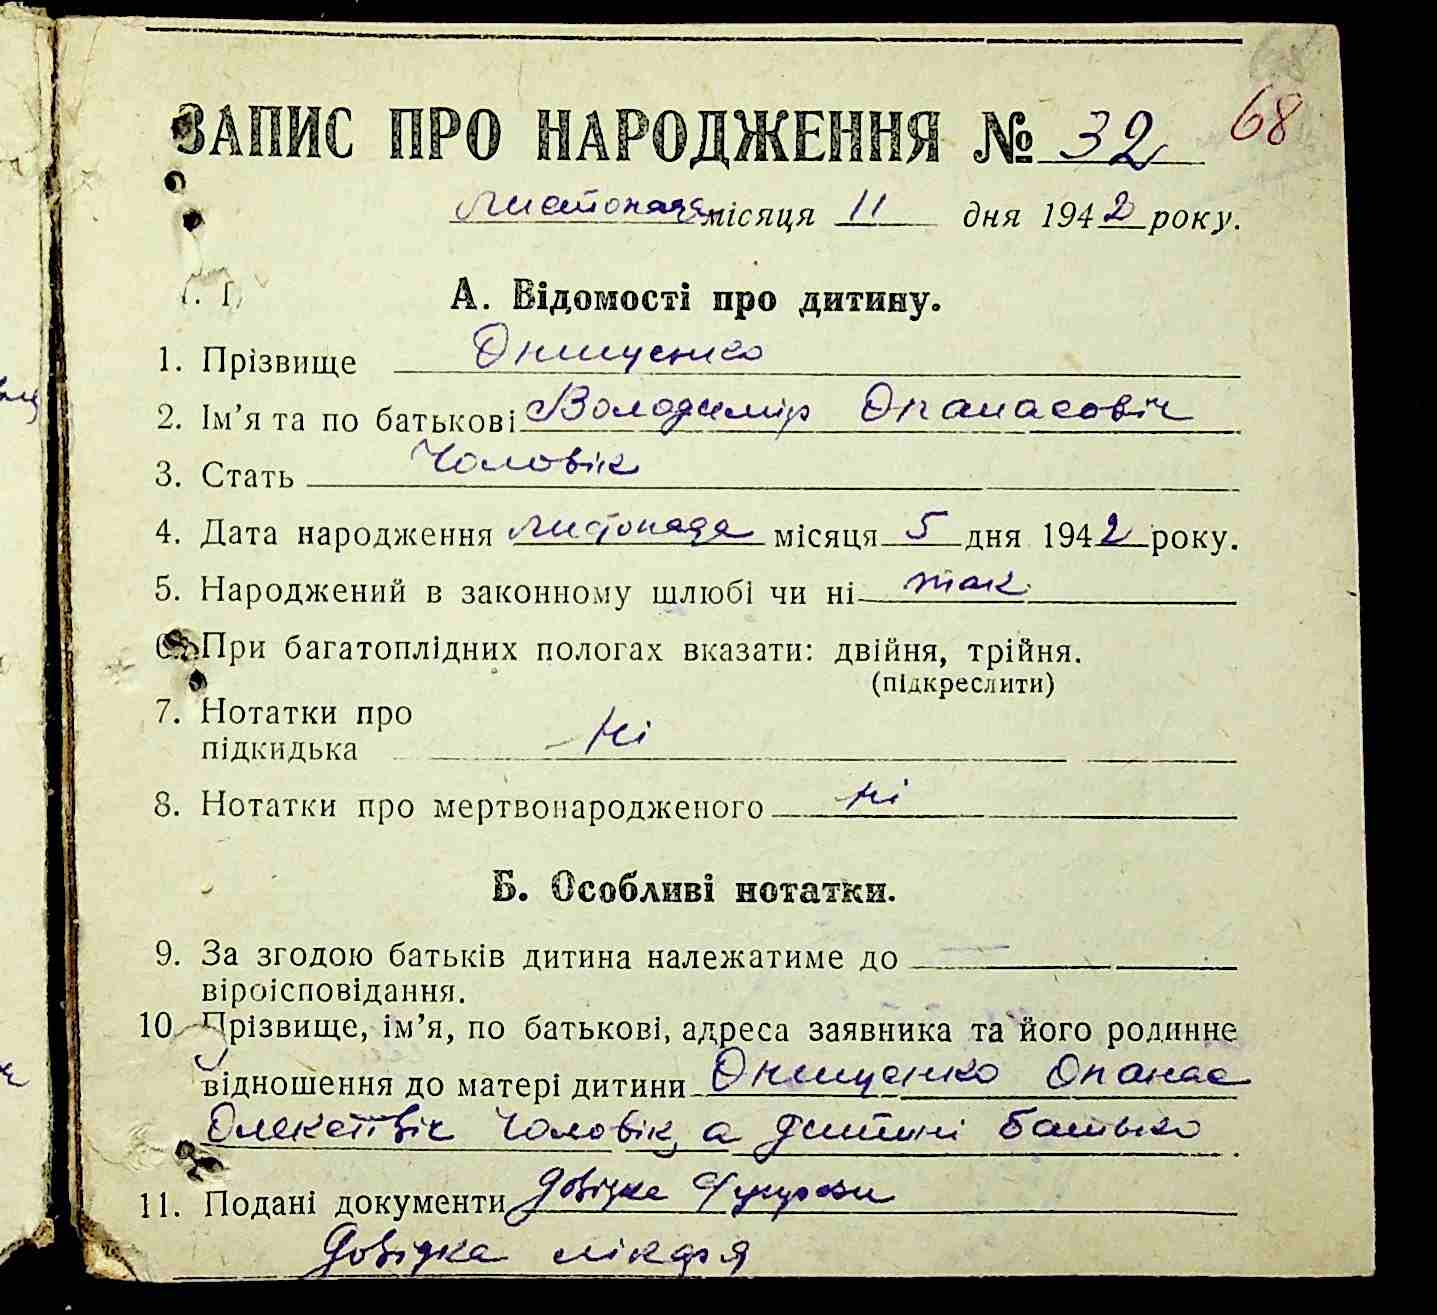 68
ЗАПИС ПРО НАРОДЖЕННЯ № 32
листопада місяця 11 дня 1942 року.
А. Відомості про дитину.
1. Прізвище Онищенко
2. Ім'я та по батькові Володимір Опанасовіч
3. Стать Чоловік
4. Дата народження листопада місяця 5 дня 1942 року.
5. Народжений в законному шлюбі чи ні так
6. При багатоплідних пологах вказати: двійня, трійня.
(підкреслити)
7. Нотатки про
підкидька ні
8. Нотатки про мертвонародженого ні
Б. Особливі нотатки.
9. За згодою батьків дитина належатиме до —
віроісповідання.
10. Прізвище, ім'я, по батькові, адреса заявника та його родинне
відношення до матері дитини Онищенко Опанас
Чоловік, а дитині батько
11. Подані документи довідка
Довідка лікаря